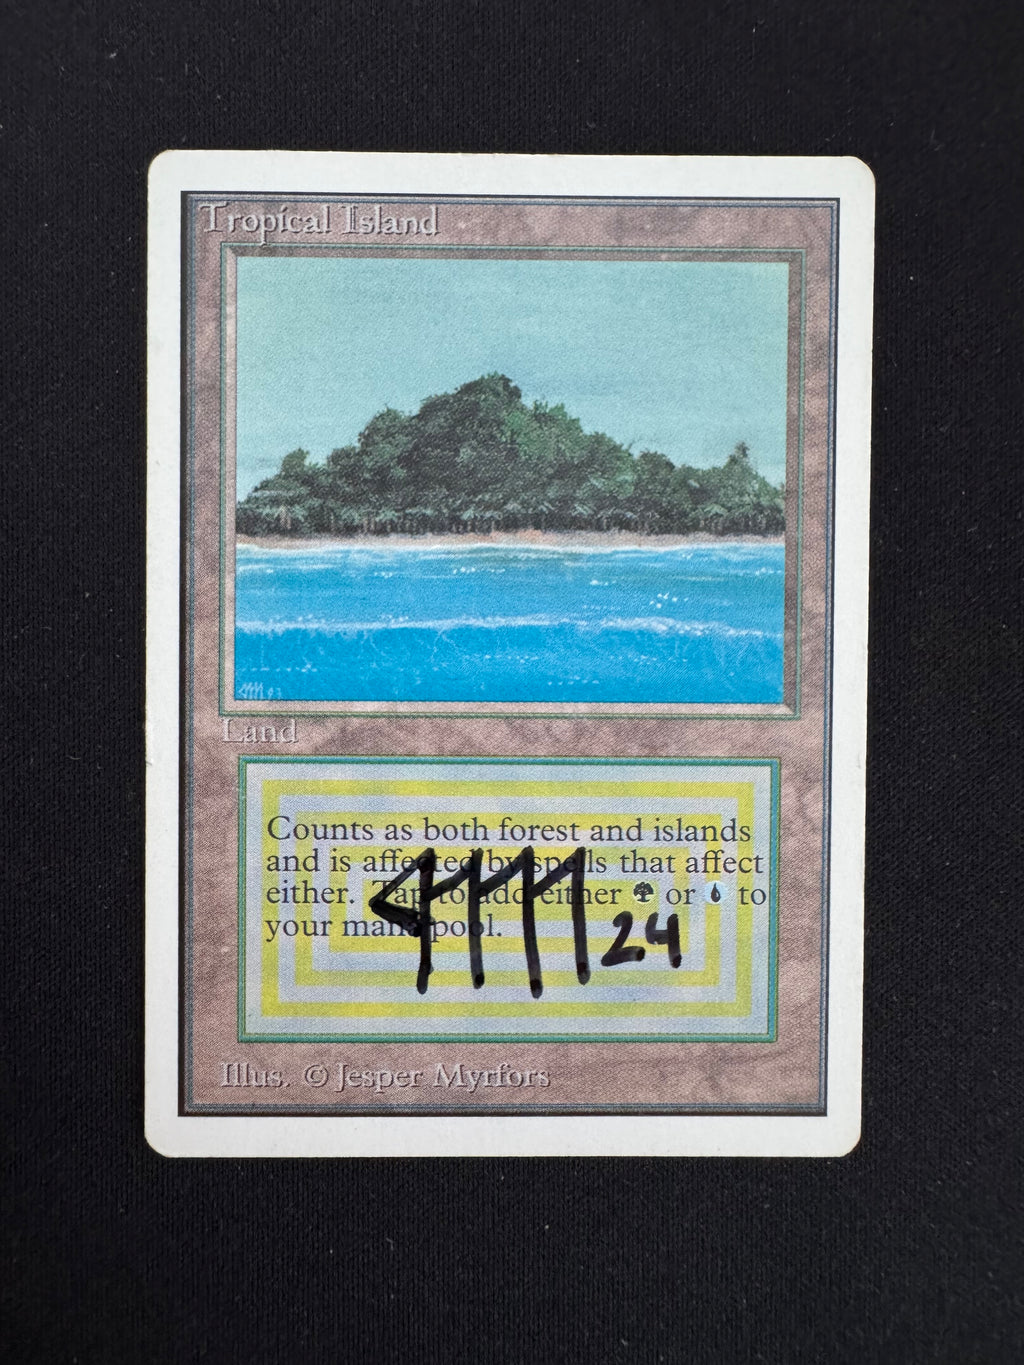 Tropical Island
Land
Counts as both forest and islands
and is affected by spells that affect
either. Tap to add either or to
your mana pool.
24
Illus. © Jesper Myrfors